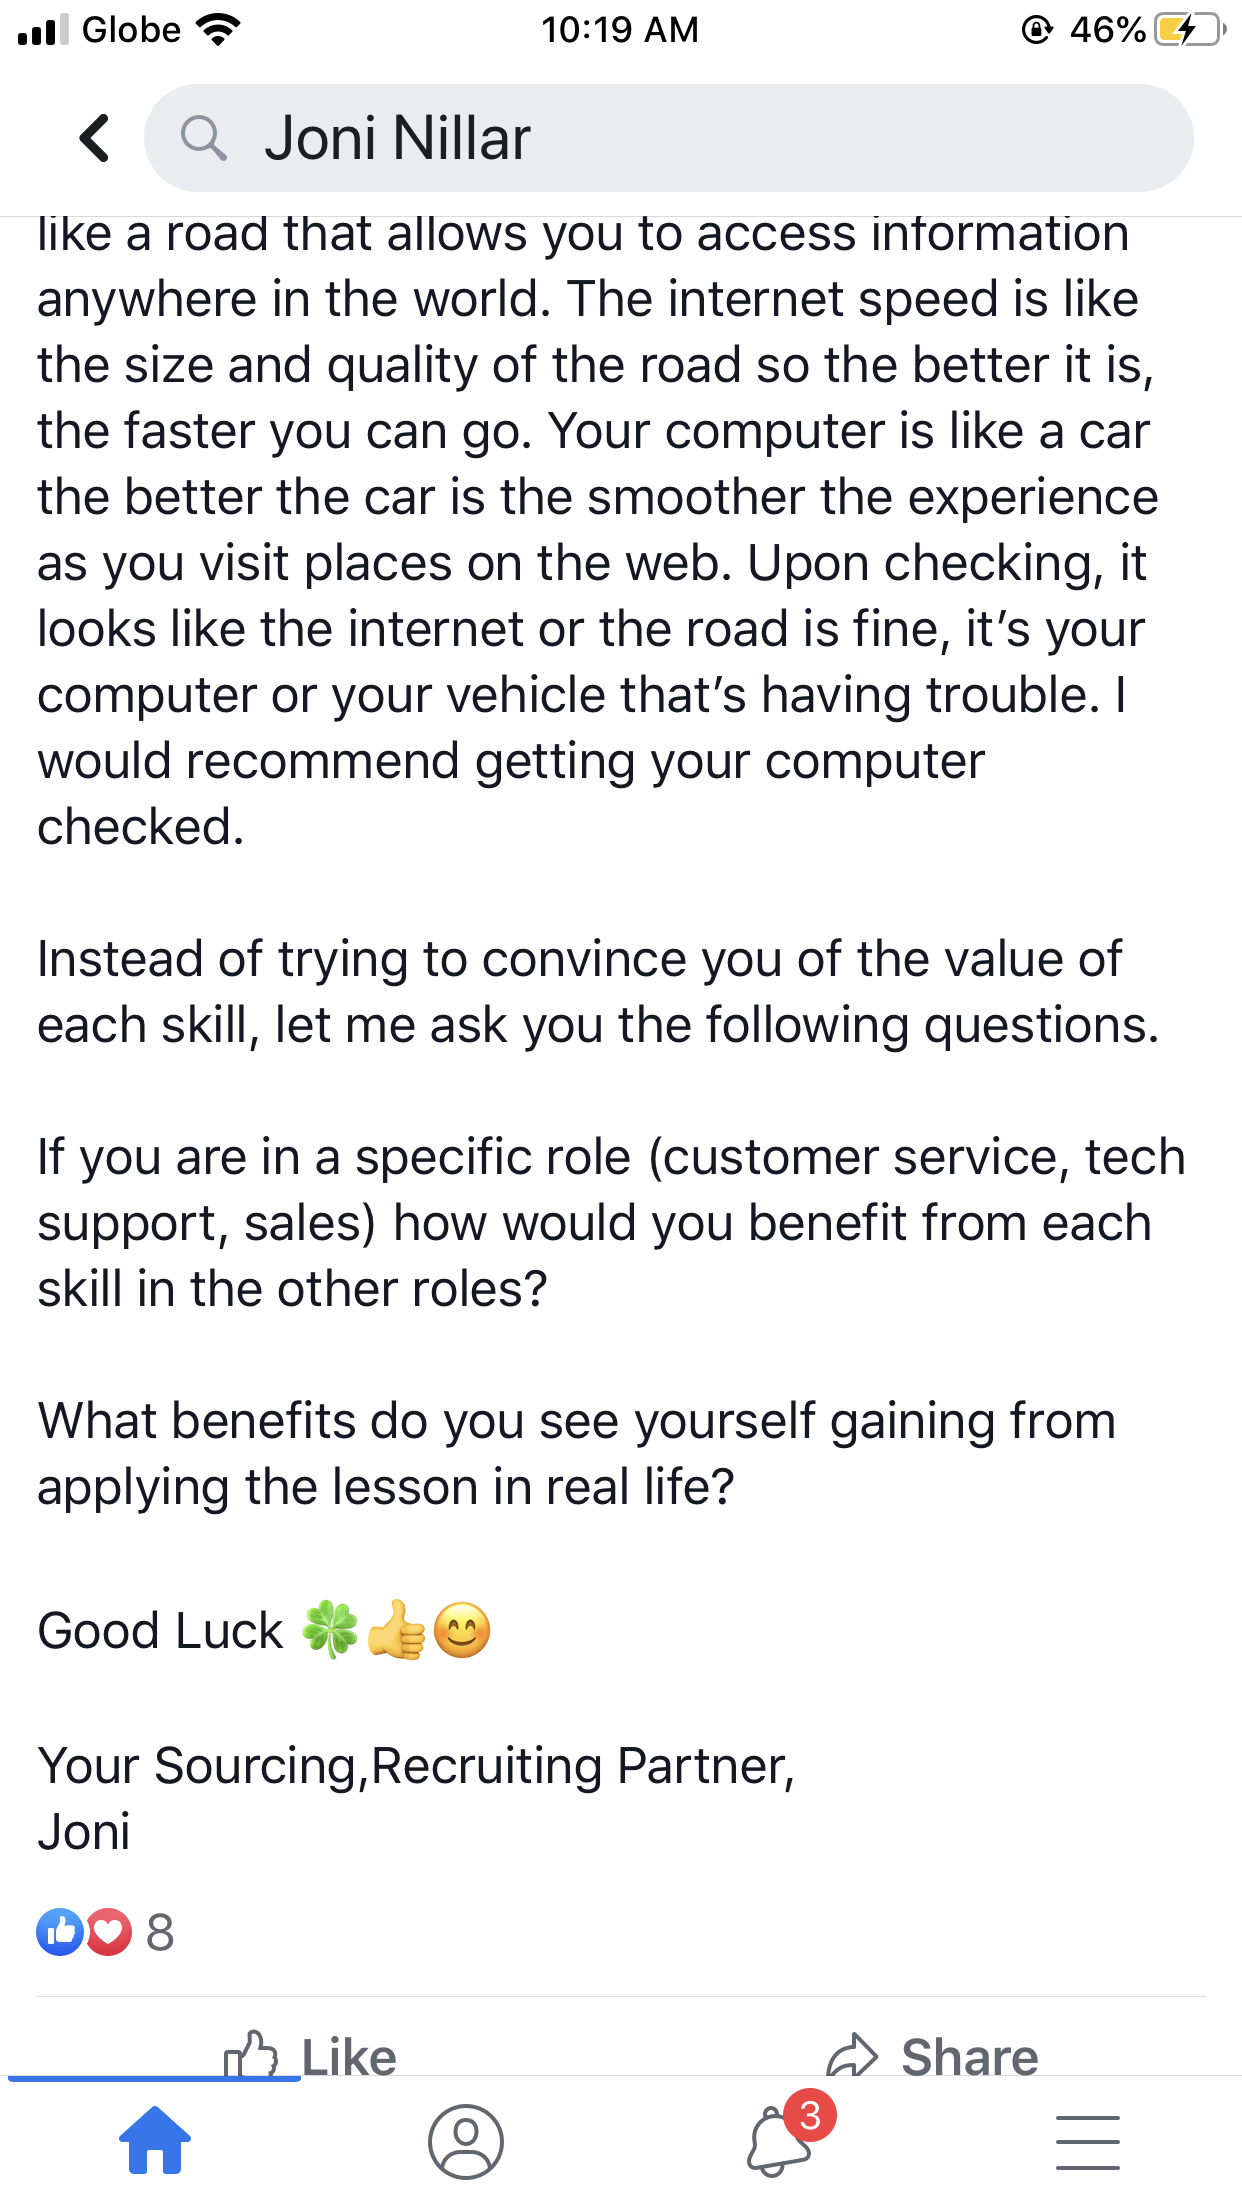 Globe 10:19 AM 46%
Joni Nillar
like a road that allows you to access information
anywhere in the world. The internet speed is like
the size and quality of the road so the better it is,
the faster you can go. Your computer is like a car
the better the car is the smoother the experience
as you visit places on the web. Upon checking, it
looks like the internet or the road is fine, it’s your
computer or your vehicle that’s having trouble. I
would recommend getting your computer
checked.
Instead of trying to convince you of the value of
each skill, let me ask you the following questions.
If you are in a specific role (customer service, tech
support, sales) how would you benefit from each
skill in the other roles?
What benefits do you see yourself gaining from
applying the lesson in real life?
Good Luck 🍀👍😊
Your Sourcing,Recruiting Partner,
Joni
8
Like Share
3